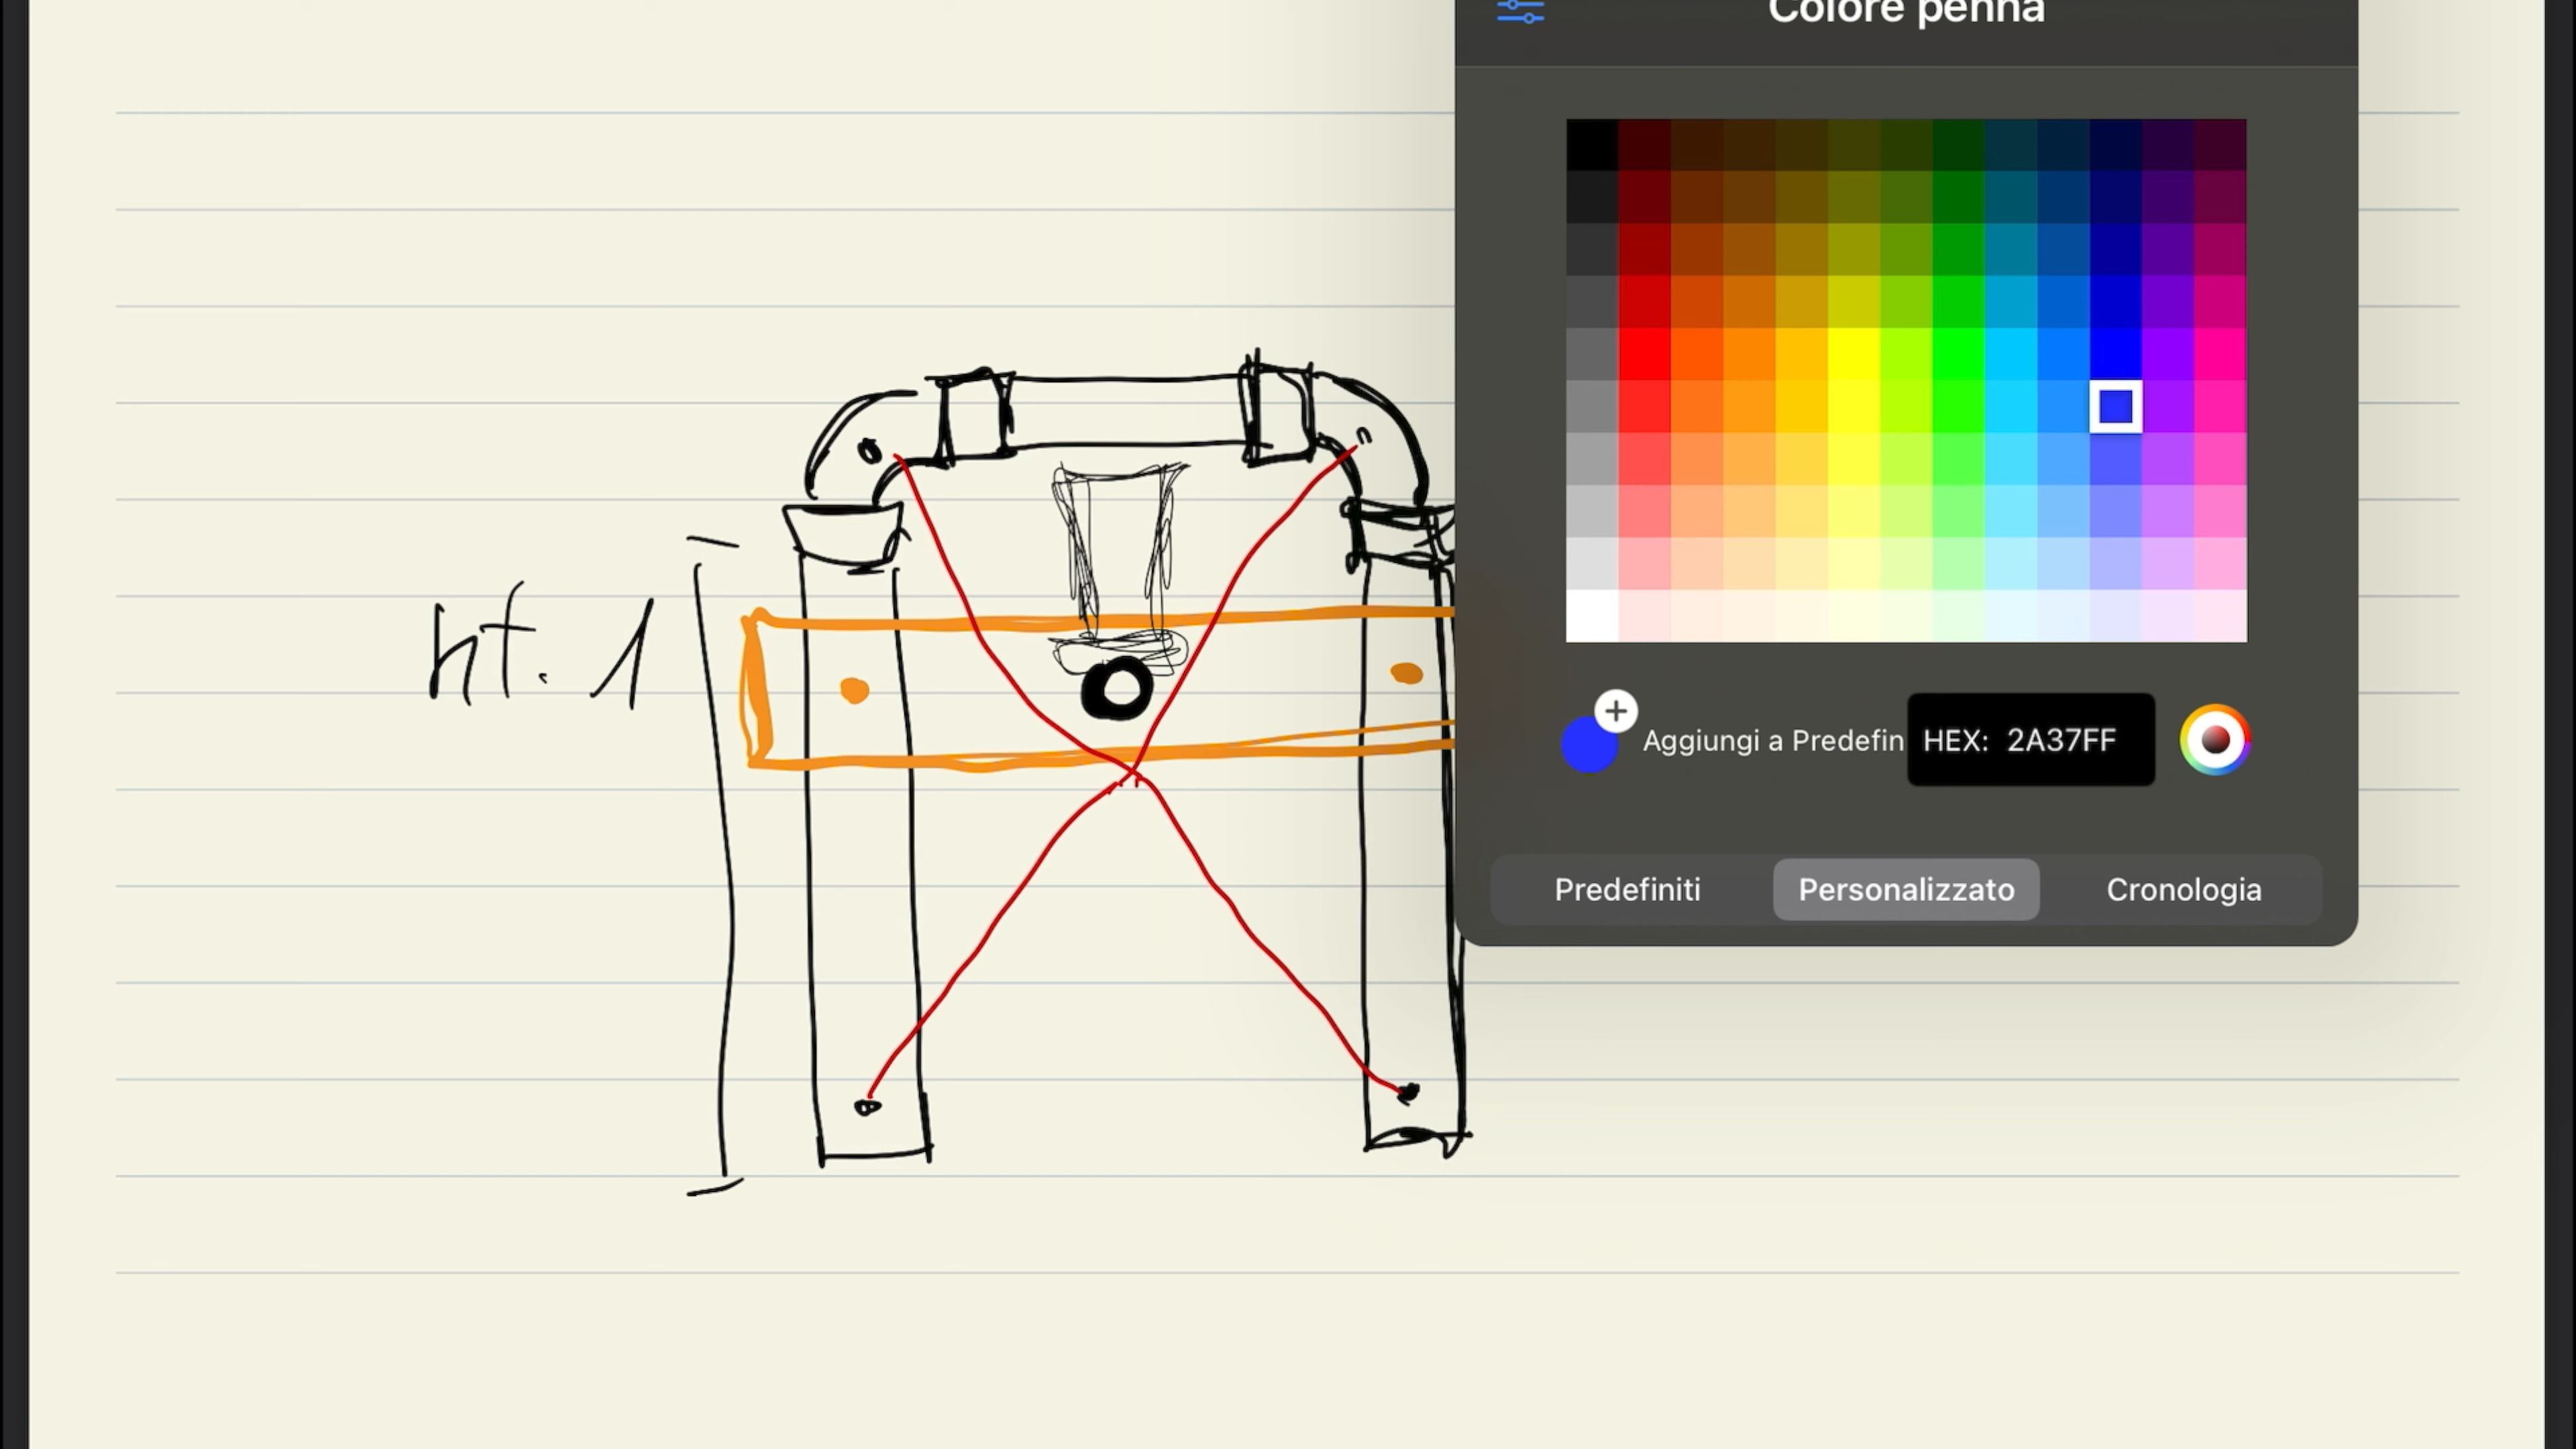 Colore penna
ht. 1
Aggiungi a Predefin
HEX: 2A37FF
Predefiniti
Personalizzato
Cronologia